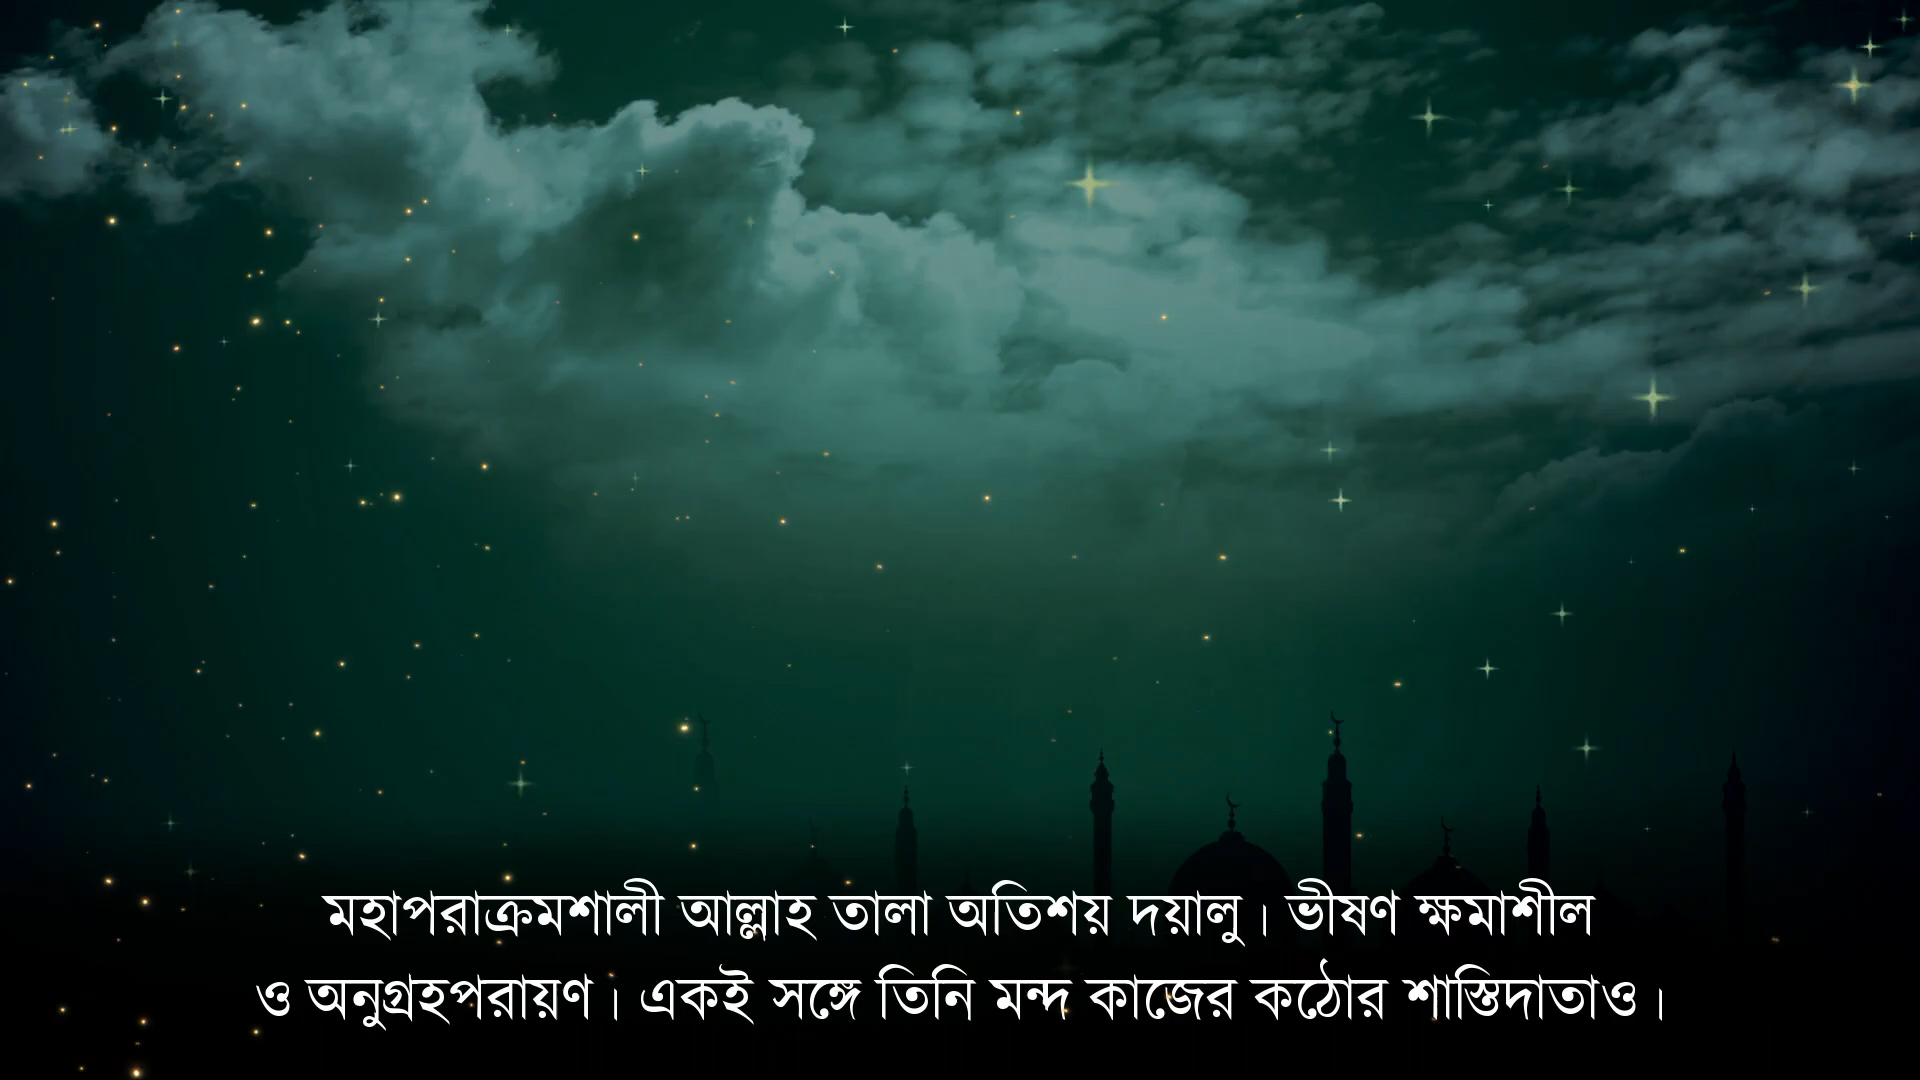 মহাপরাক্রমশালী আল্লাহ তালা অতিশয় দয়ালু। ভীষণ ক্ষমাশীল
ও অনুগ্রহপরায়ণ। একই সঙ্গে তিনি মন্দ কাজের কঠোর শাস্তিদাতাও।